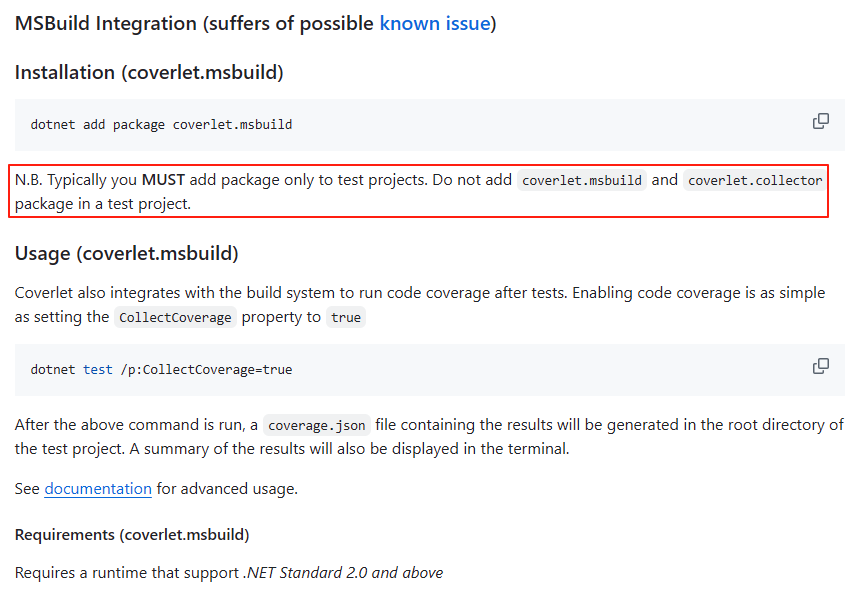 MSBuild Integration (suffers of possible known issue)
Installation (coverlet.msbuild)
dotnet add package coverlet.msbuild
N.B. Typically you MUST add package only to test projects. Do not add coverlet.msbuild and coverlet.collector
package in a test project.
Usage (coverlet.msbuild)
Coverlet also integrates with the build system to run code coverage after tests. Enabling code coverage is as simple
as setting the CollectCoverage property to true
dotnet test /p:CollectCoverage=true
After the above command is run, a coverage.json file containing the results will be generated in the root directory of
the test project. A summary of the results will also be displayed in the terminal.
See documentation for advanced usage.
Requirements (coverlet.msbuild)
Requires a runtime that support .NET Standard 2.0 and above